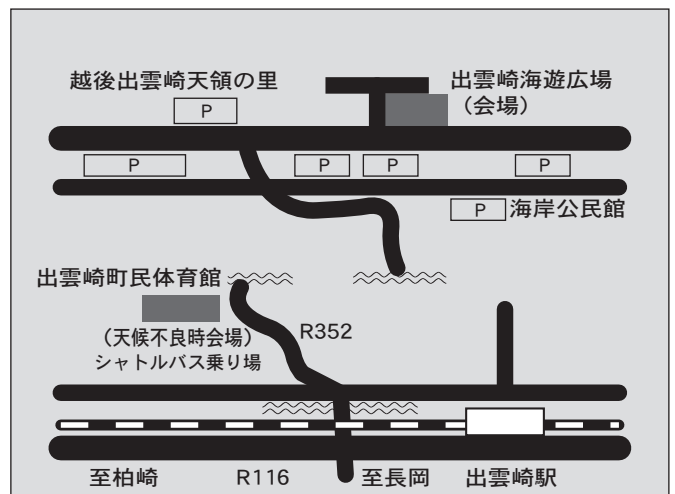 越後出雲崎天領の里
出雲崎海遊広場
(会場)
P
P
P
P
P
P 海岸公民館
出雲崎町民体育館
(天候不良時会場)
シャトルバス乗り場
R352
至柏崎
R116
至長岡
出雲崎駅